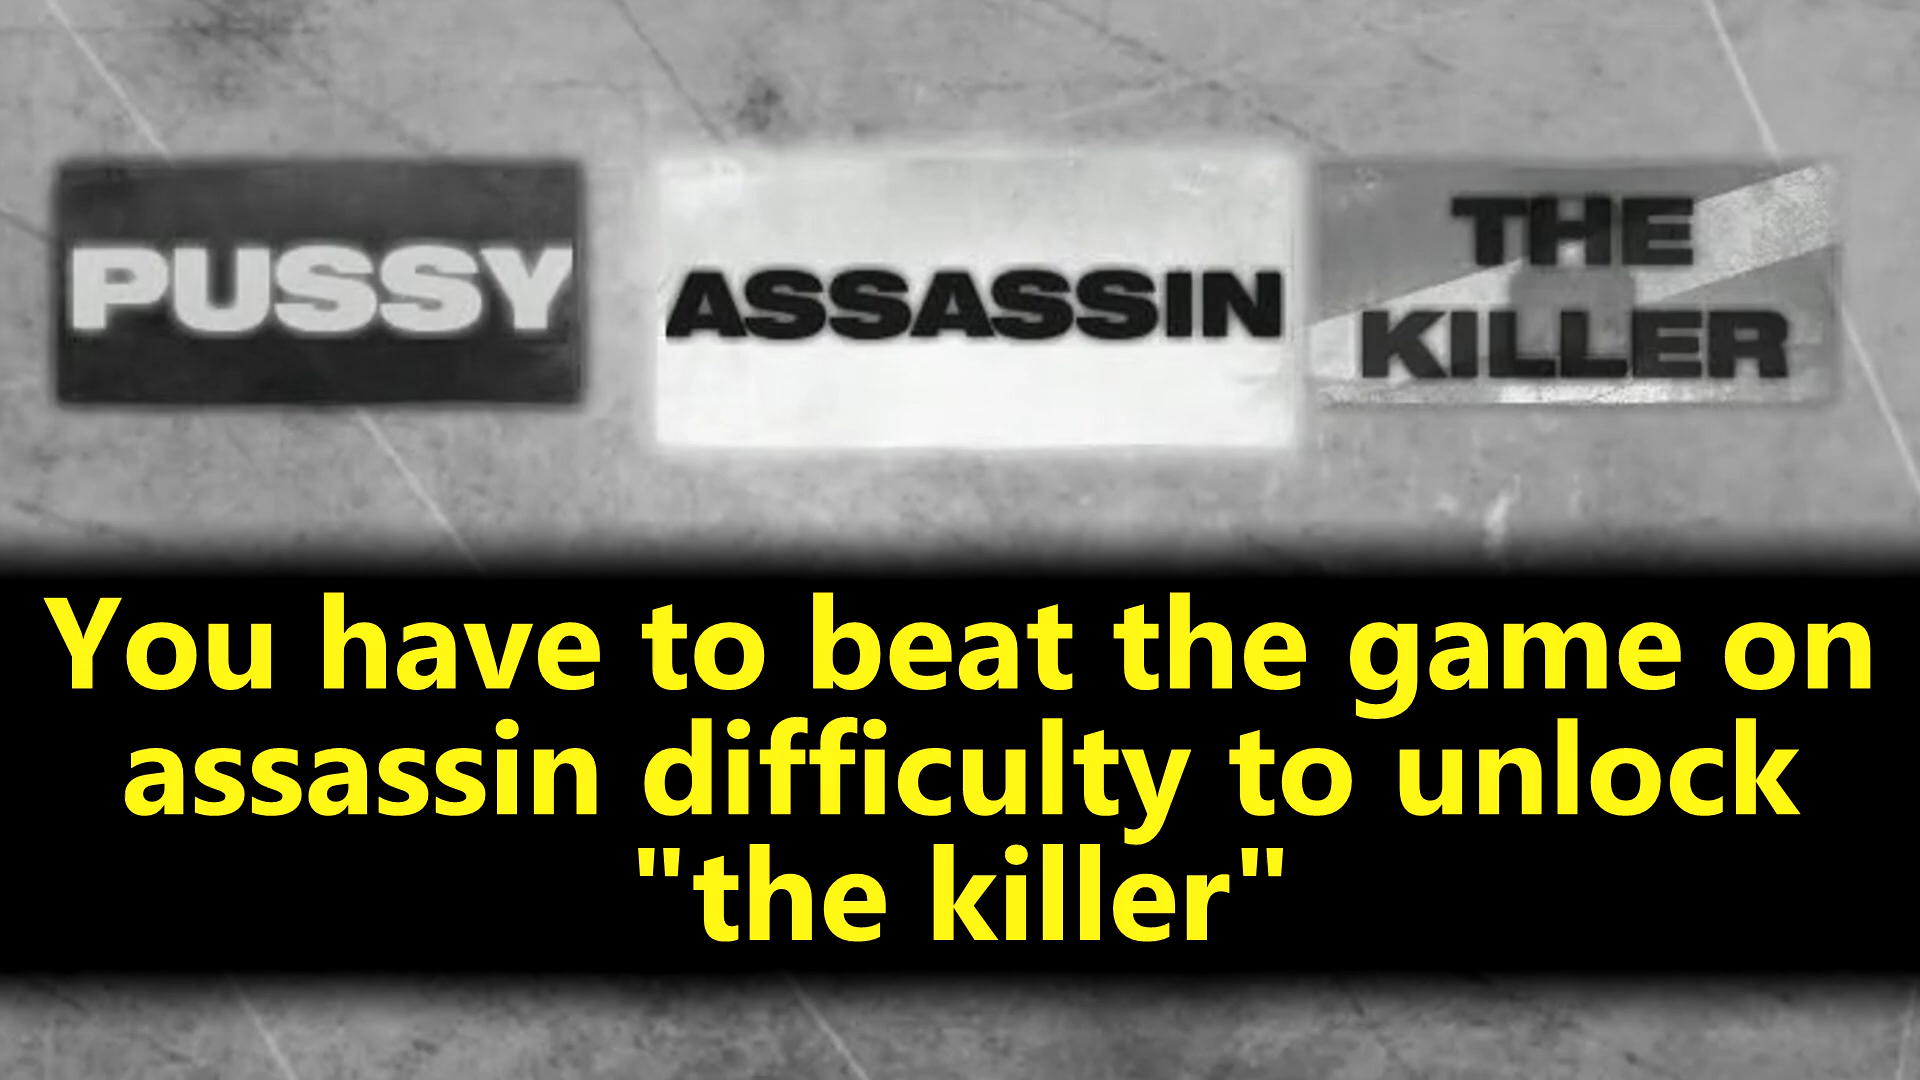 PUSSY
ASSASSIN
THE
KILLER
You have to beat the game on
assassin difficulty to unlock
"the killer"